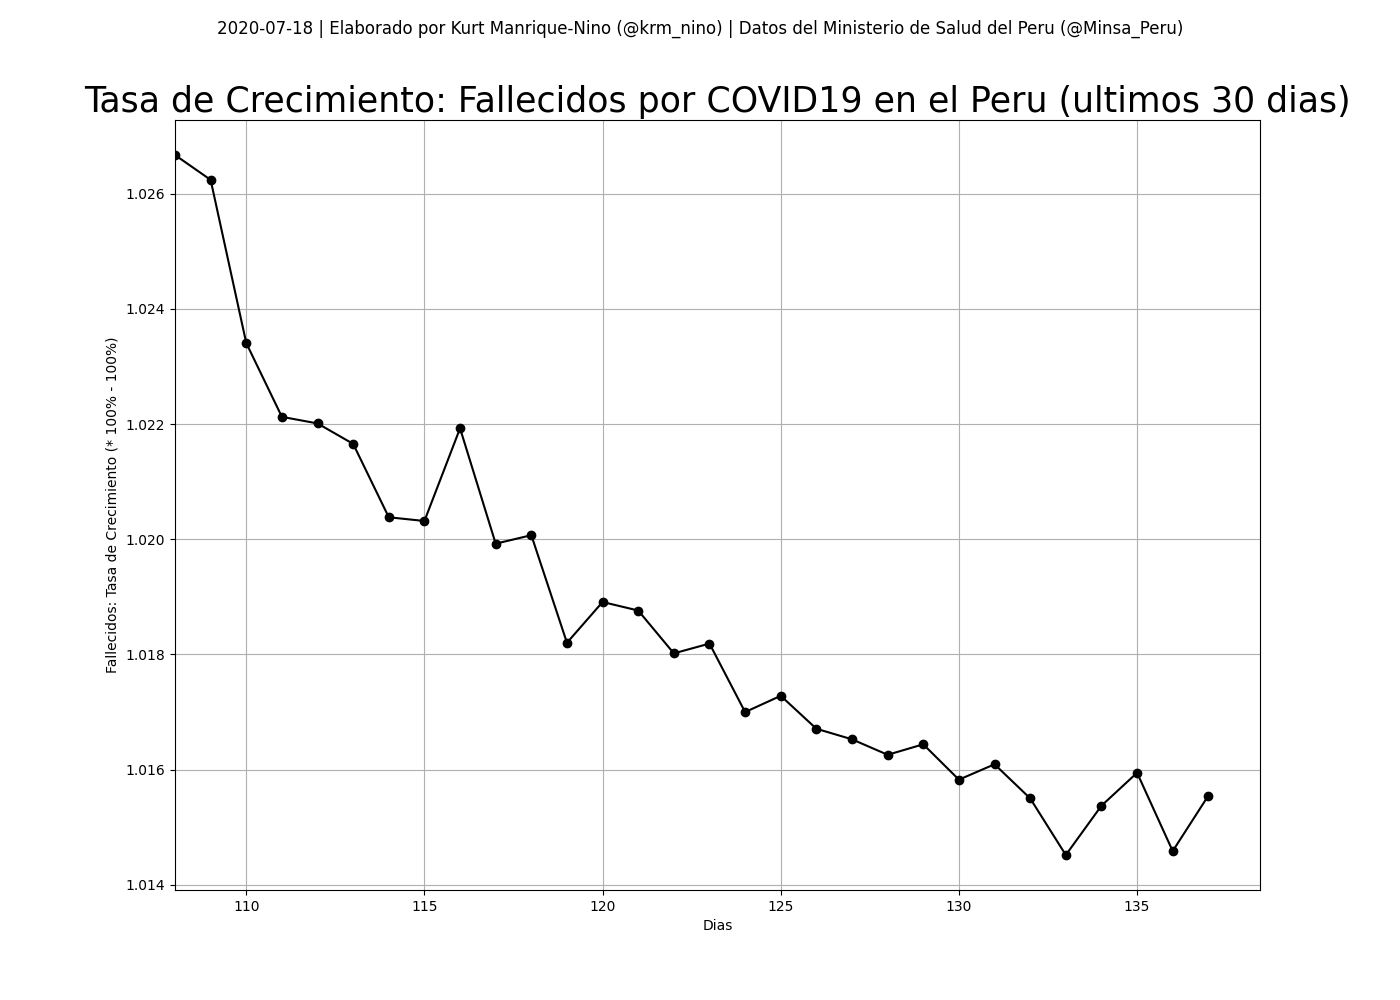 2020-07-18 | Elaborado por Kurt Manrique-Nino (@krm_nino) | Datos del Ministerio de Salud del Peru (@Minsa_Peru)
Tasa de Crecimiento: Fallecidos por COVID19 en el Peru (ultimos 30 dias)
Fallecidos: Tasa de Crecimiento (* 100% - 100%)
1.026
1.024
1.022
1.020
1.018
1.016
1.014
110 115 120 125 130 135
Dias